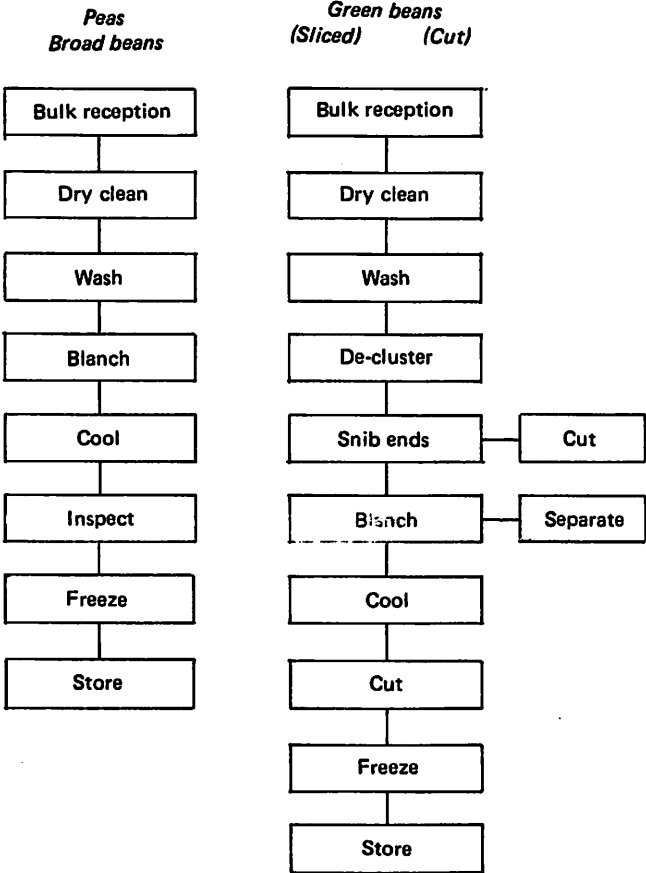 Peas
Broad beans
Bulk reception
Dry clean
Wash
Blanch
Cool
Inspect
Freeze
Store
Green beans
(Sliced) (Cut)
Bulk reception
Dry clean
Wash
De-cluster
Snib ends
Cut
Blanch
Separate
Cool
Cut
Freeze
Store